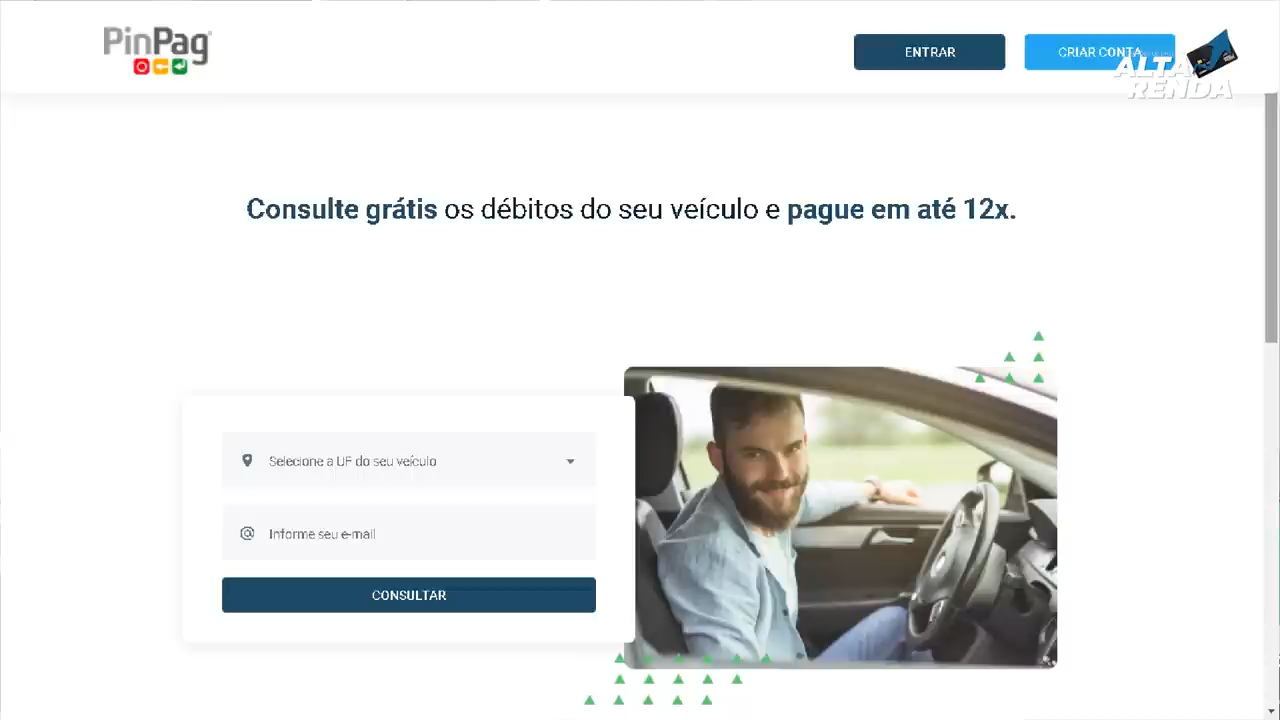 PinPag
ENTRAR
CRIAR CONTA
ALTA
RENDA
Consulte grátis os débitos do seu veículo e pague em até 12x.
Selecione a UF do seu veículo
Informe seu e-mail
CONSULTAR